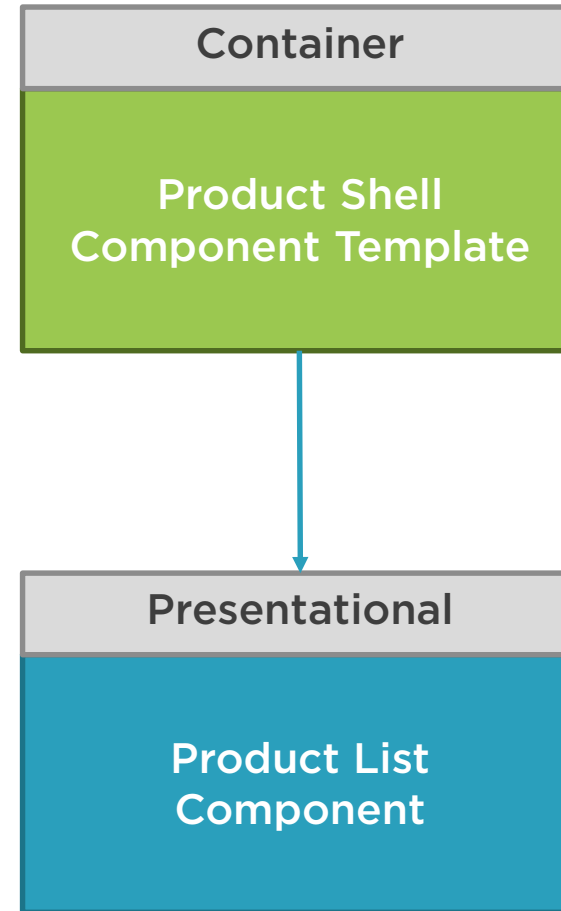 Container
Product Shell
Component Template
Presentational
Product List
Component